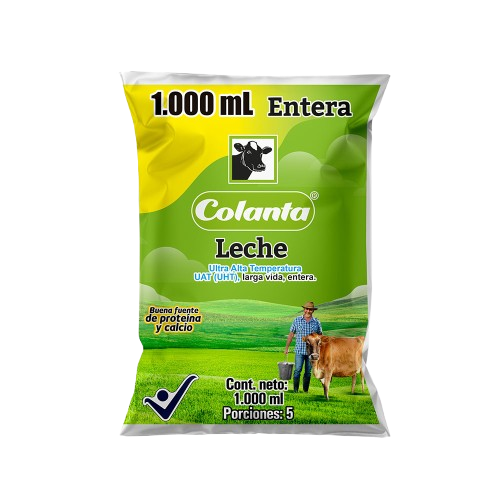 1.000 mL Entera
Colanta®
Leche
Ultra Alta Temperatura
UAT (UHT), larga vida, entera.
Buena fuente
de proteína
y calcio
Cont. neto:
1.000 ml
Porciones: 5